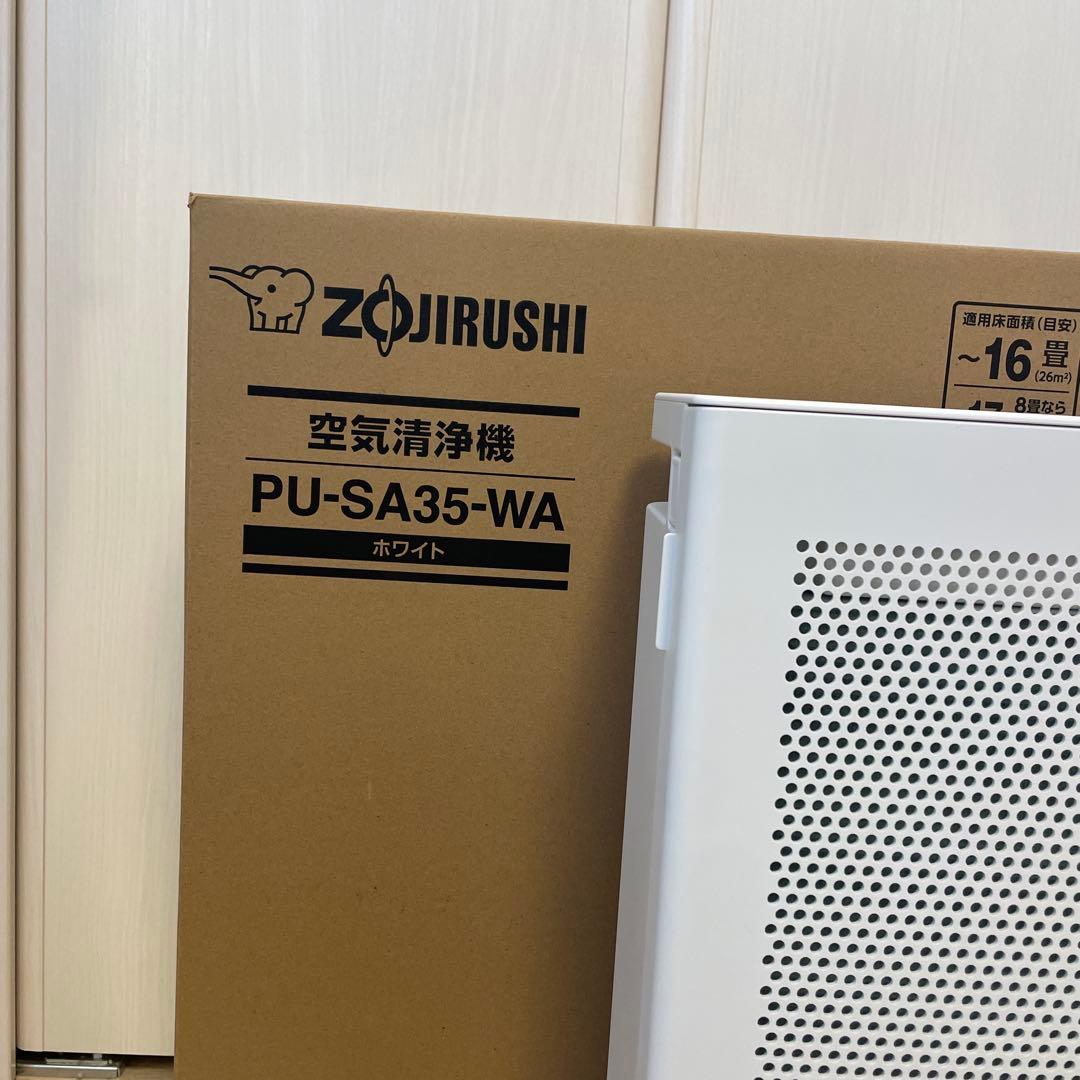 ZOJIRUSHI
空気清浄機
PU-SA35-WA
ホワイト
適用床面積(目安)
~16畳
(26m²)
8畳なら